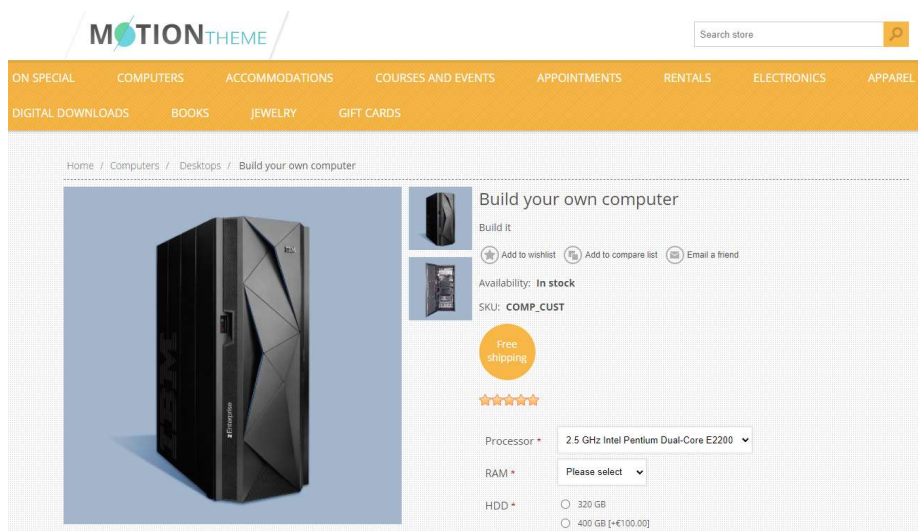 MOTIONTHEME
Search store
ON SPECIAL COMPUTERS ACCOMMODATIONS COURSES AND EVENTS APPOINTMENTS RENTALS ELECTRONICS APPAREL
DIGITAL DOWNLOADS BOOKS JEWELRY GIFT CARDS
Home / Computers / Desktops / Build your own computer
IBM
zEnterprise
Build your own computer
Build it
Add to wishlist Add to compare list Email a friend
Availability: In stock
SKU: COMP_CUST
Free
shipping
Processor * 2.5 GHz Intel Pentium Dual-Core E2200
RAM * Please select
HDD * 320 GB
400 GB [+€100.00]